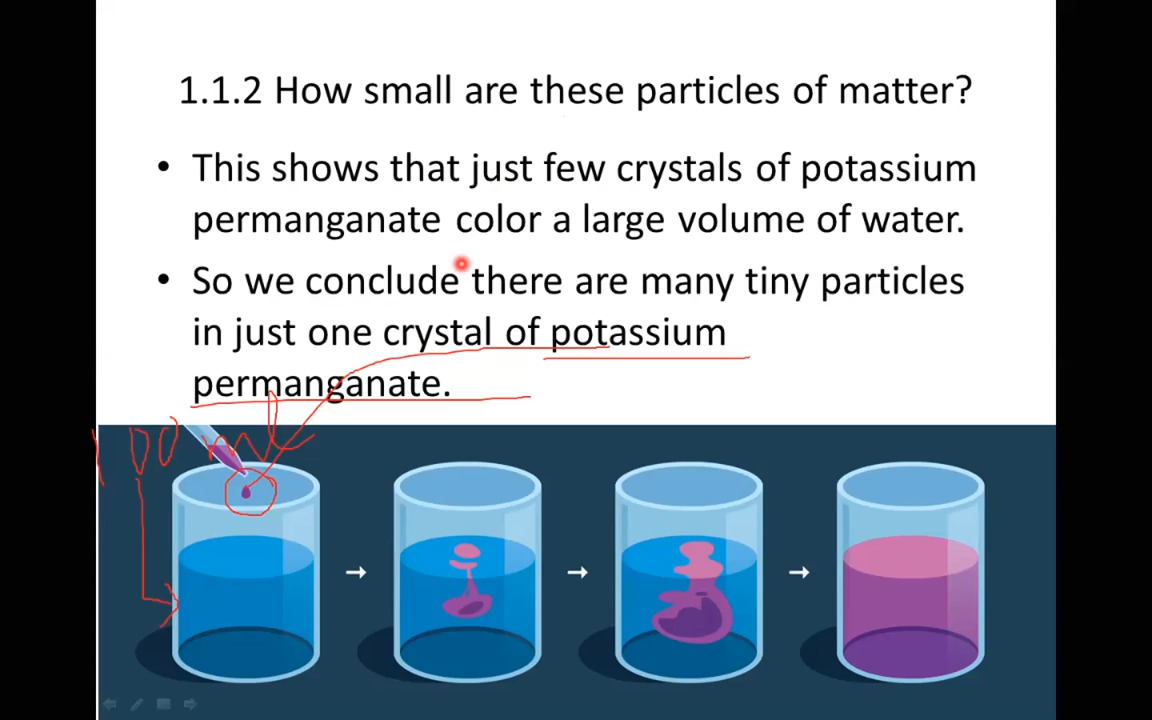 1.1.2 How small are these particles of matter?
• This shows that just few crystals of potassium
permanganate color a large volume of water.
• So we conclude there are many tiny particles
in just one crystal of potassium
permanganate.
100 ml